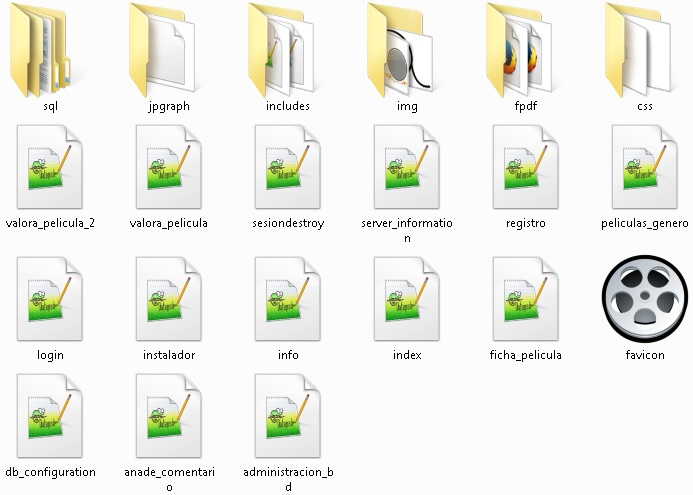 sql
jpgraph
includes
img
fpdf
css
valora_pelicula_2
valora_pelicula
sesiondestroy
server_informatio
n
registro
peliculas_genero
login
instalador
info
index
ficha_pelicula
favicon
db_configuration
anade_comentari
o
administracion_b
d